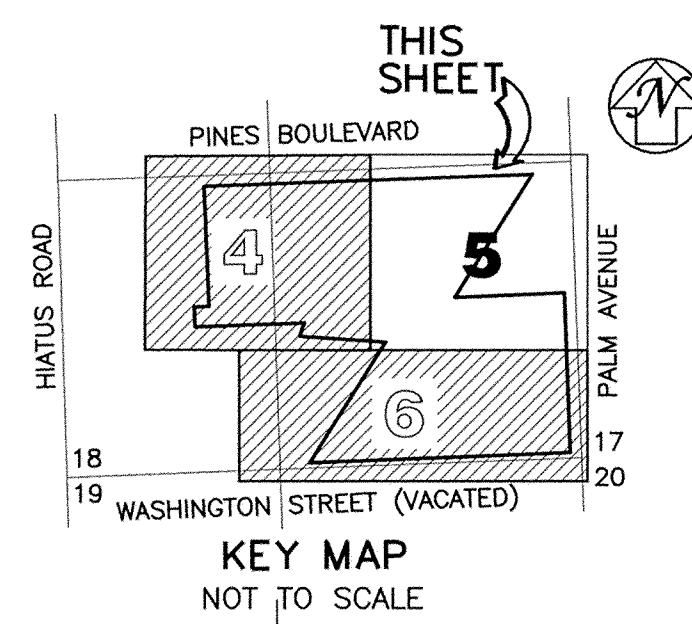 THIS
SHEET
N
PINES BOULEVARD
HIATUS ROAD
4
5
PALM AVENUE
6
18
17
19
20
WASHINGTON STREET (VACATED)
KEY MAP
NOT TO SCALE